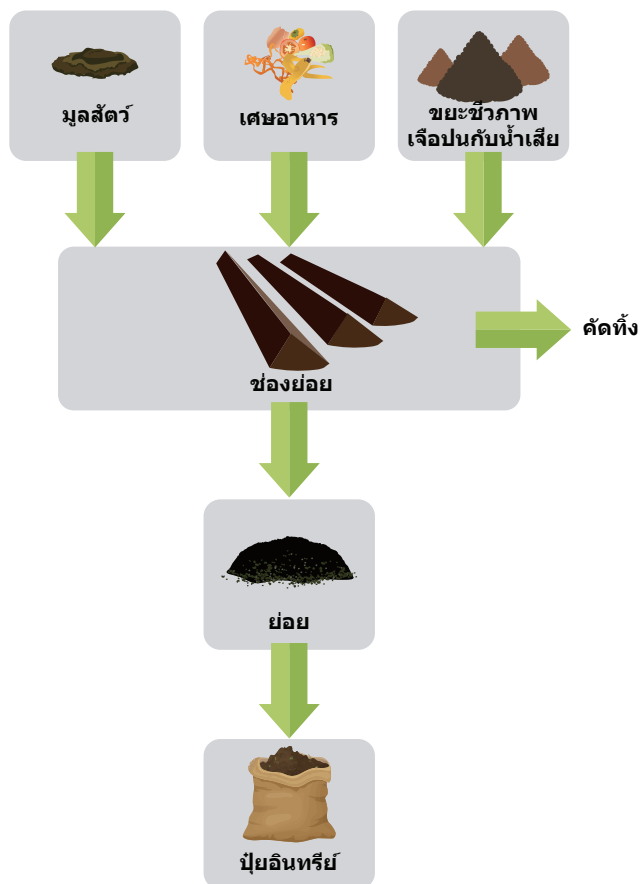 มูลสัตว์
เศษอาหาร
ขยะชีวภาพ
เจือปนกับน้ำเสีย
คัดทิ้ง
ช่องย่อย
ย่อย
ปุ๋ยอินทรีย์